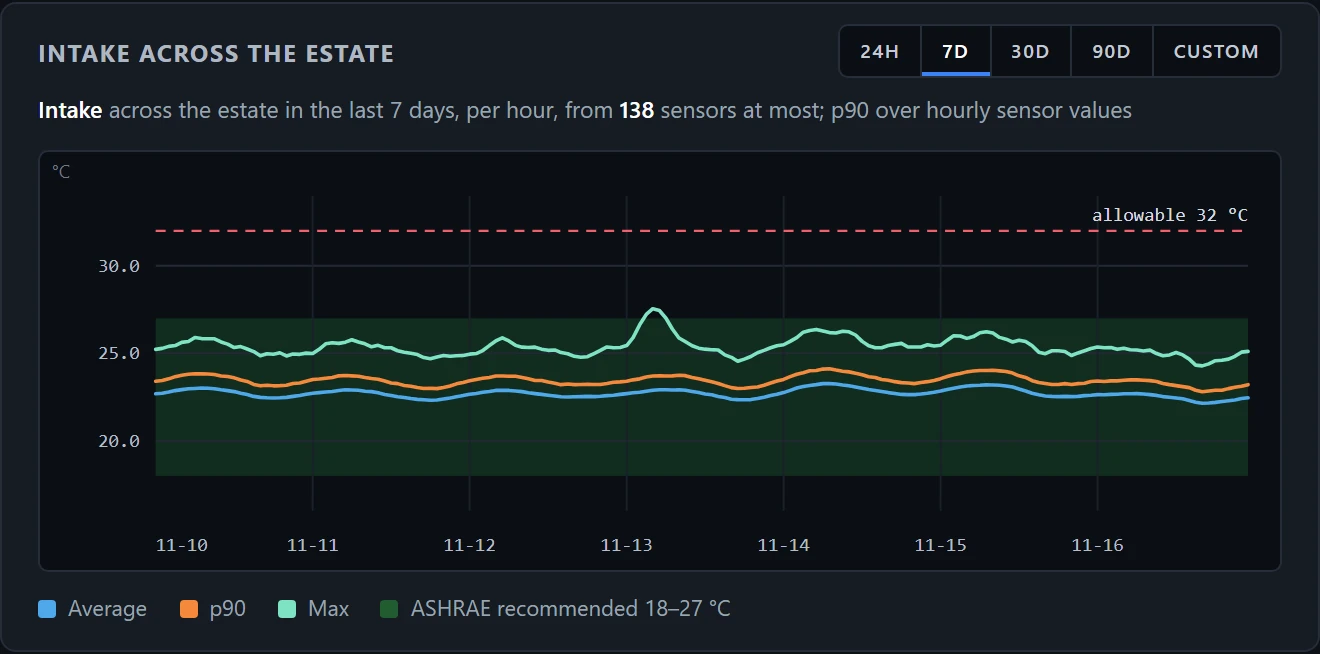 INTAKE ACROSS THE ESTATE
24H 7D 30D 90D CUSTOM
Intake across the estate in the last 7 days, per hour, from 138 sensors at most; p90 over hourly sensor values
°C
allowable 32 °C
30.0
25.0
20.0
11-10 11-11 11-12 11-13 11-14 11-15 11-16
Average p90 Max ASHRAE recommended 18–27 °C